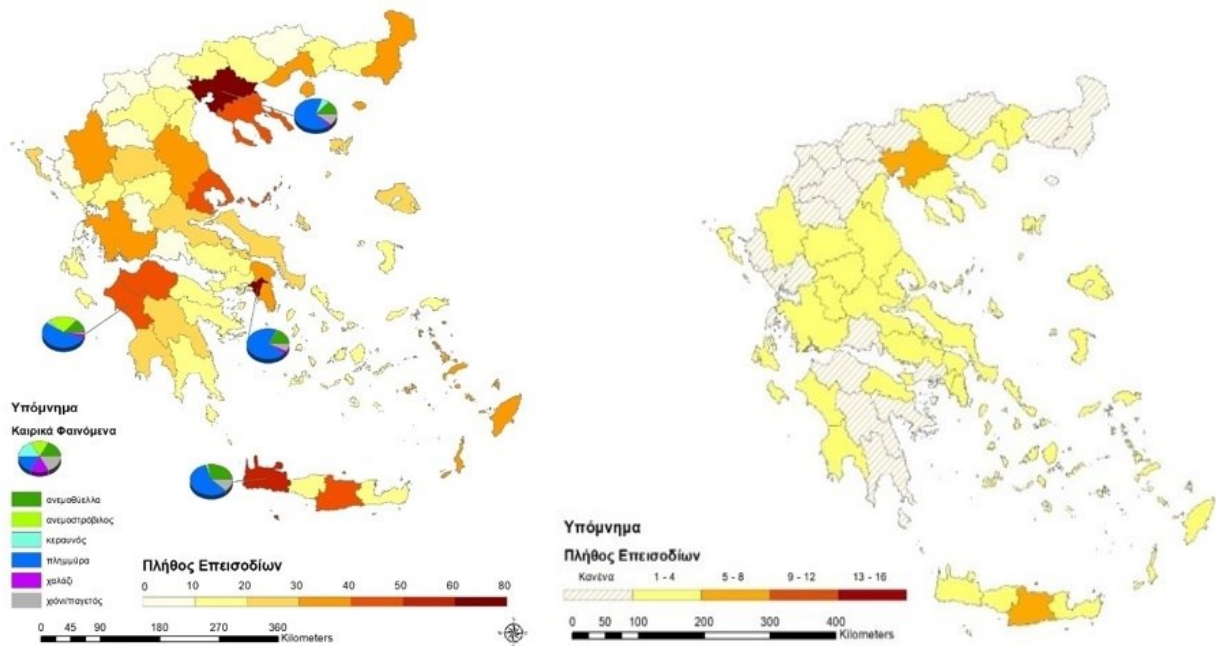 Υπόμνημα
Καιρικά Φαινόμενα
ανεμοθύελλα
ανεμοστρόβιλος
κεραυνός
πλημμύρα
χαλάζι
χιόνι/παγετός
Πλήθος Επεισοδίων
0 10 20 30 40 50 60 80
0 45 90 180 270 360 Kilometers
Υπόμνημα
Πλήθος Επεισοδίων
Κανένα 1 - 4 5 - 8 9 - 12 13 - 16
0 50 100 200 300 400 Kilometers